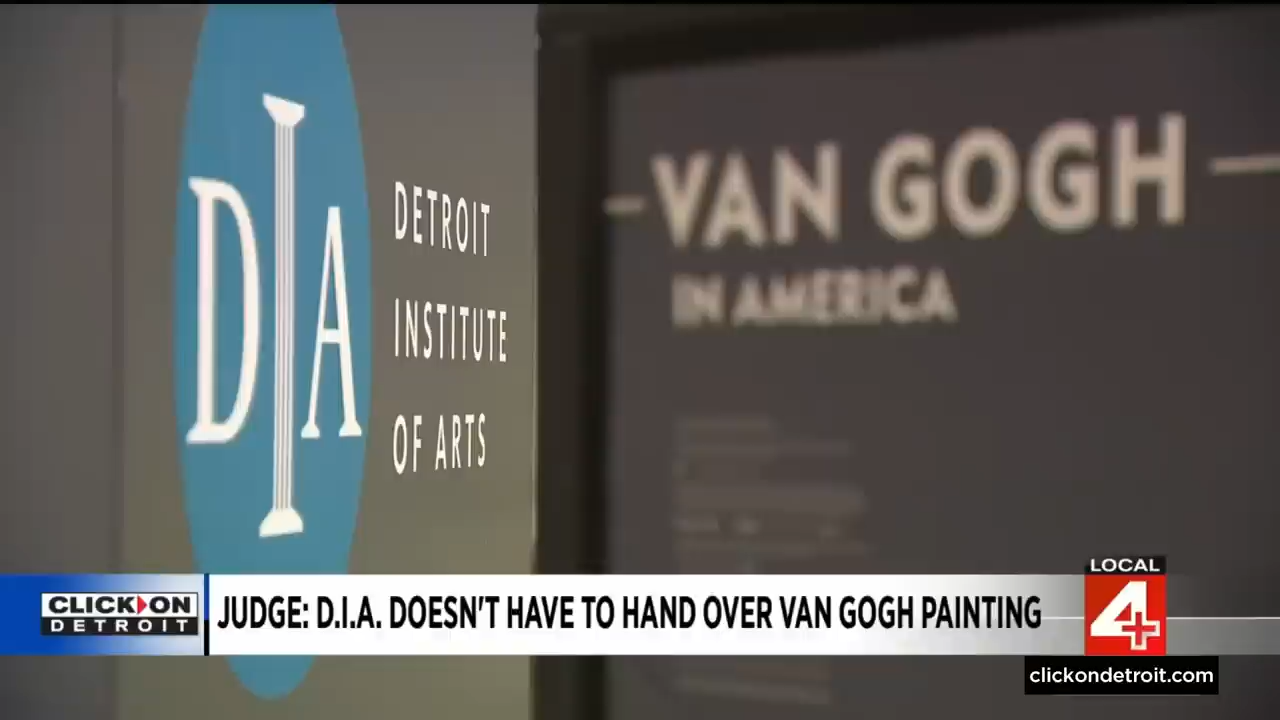 DIA
DETROIT
INSTITUTE
OF ARTS
VAN GOGH
IN AMERICA
CLICK ON
DETROIT
JUDGE: D.I.A. DOESN'T HAVE TO HAND OVER VAN GOGH PAINTING
LOCAL
4
clickondetroit.com